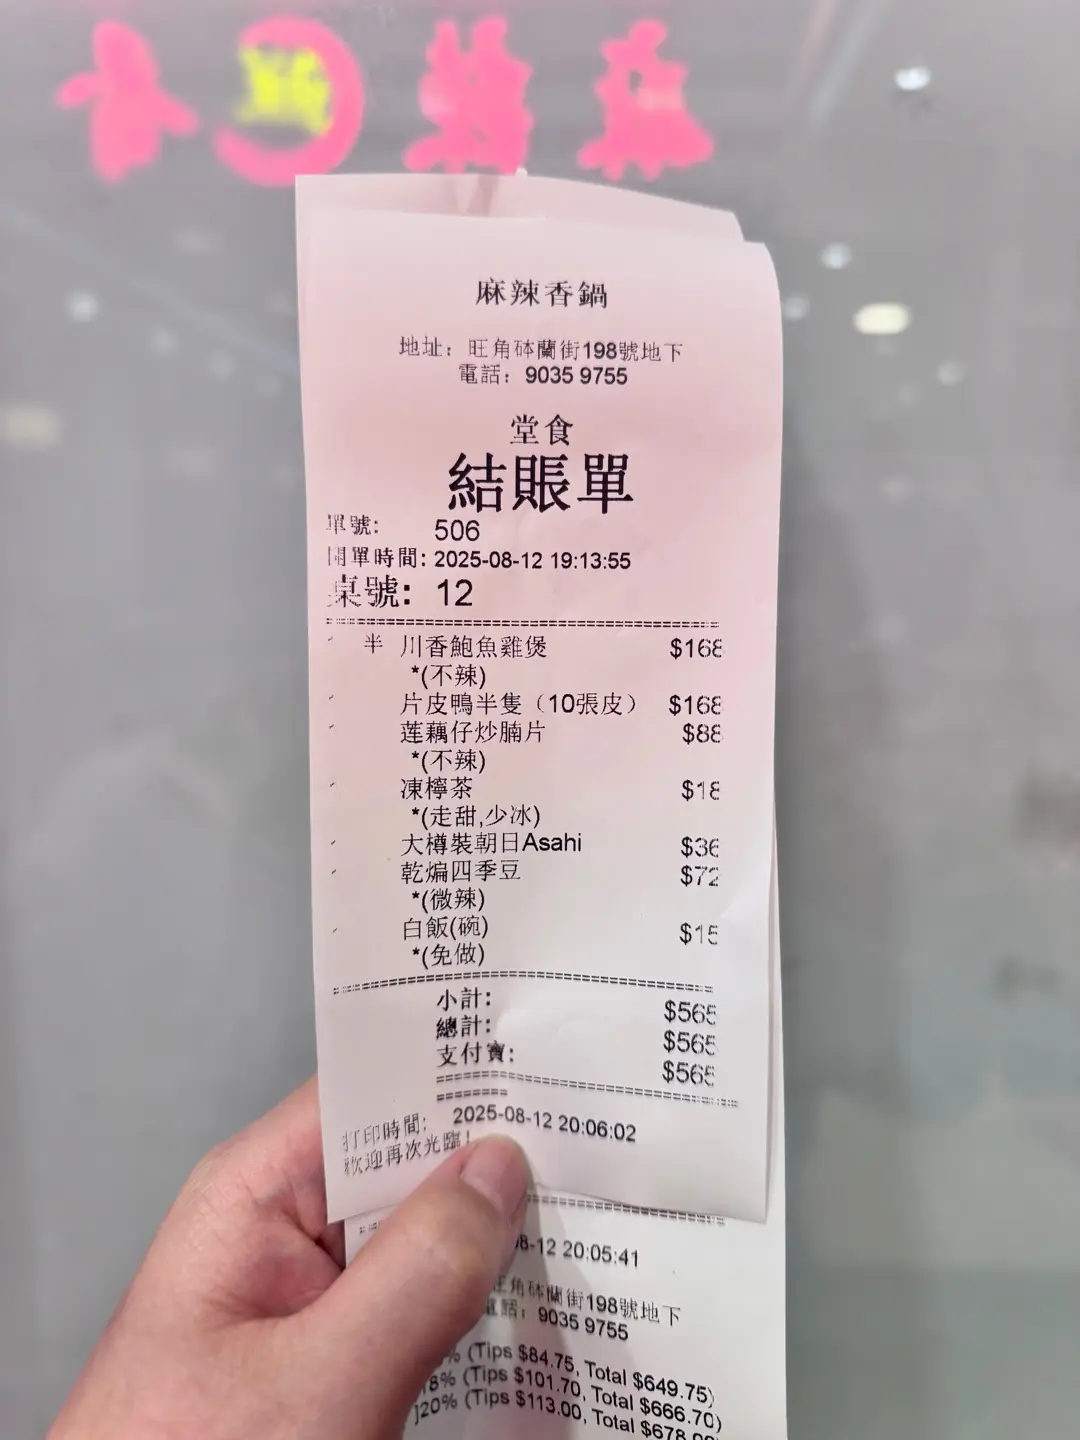 麻辣香鍋
麻辣香鍋
地址：旺角砵蘭街198號地下
電話：9035 9755
堂食
結賬單
單號: 506
開單時間: 2025-08-12 19:13:55
桌號: 12
半 川香鮑魚雞煲 $168
*(不辣)
片皮鴨半隻（10張皮） $168
莲藕仔炒腩片 $88
*(不辣)
凍檸茶 $18
*(走甜,少冰)
大樽裝朝日Asahi $36
乾煸四季豆 $72
*(微辣)
白飯(碗) $15
*(免做)
小計: $565
總計: $565
支付寶: $565
打印時間: 2025-08-12 20:06:02
歡迎再次光臨!
08-12 20:05:41
旺角砵蘭街198號地下
電話：9035 9755
% (Tips $84.75, Total $649.75)
18% (Tips $101.70, Total $666.70)
]20% (Tips $113.00, Total $678.00